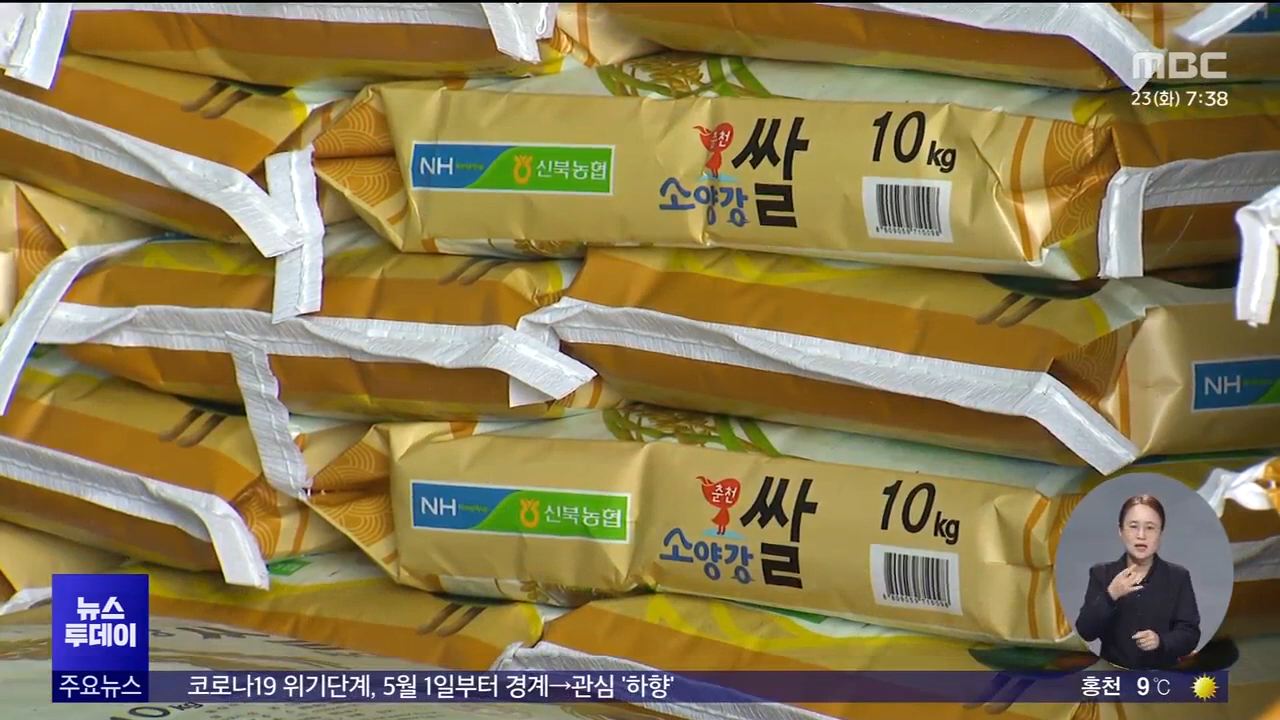 MBC
23(화) 7:38
NH 신북농협
춘천
소양강 쌀
10kg
NH
NH 신북농협
춘천
소양강 쌀
10kg
뉴스
투데이
10kg
주요뉴스
코로나19 위기단계, 5월 1일부터 경계→관심 '하향'
홍천 9℃